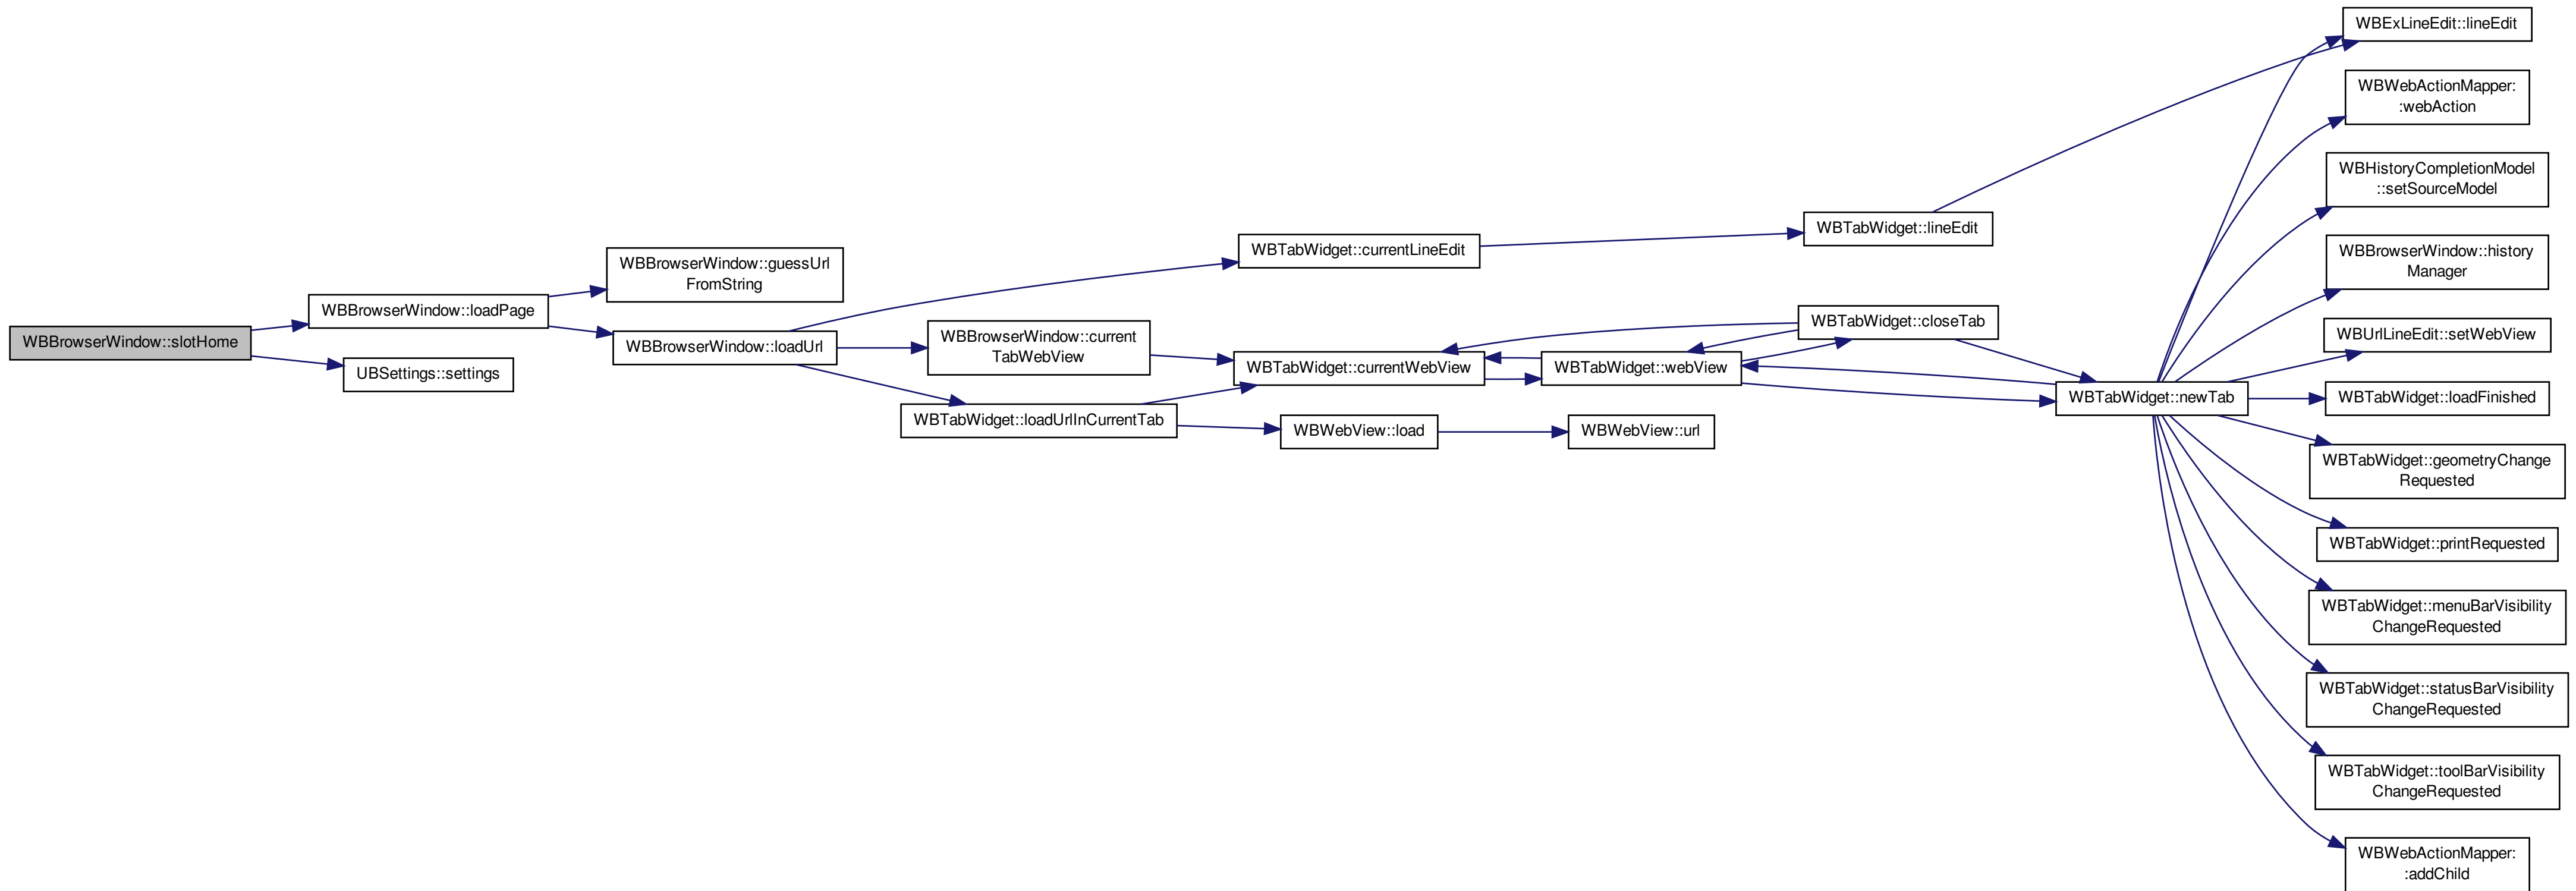 WBBrowserWindow::slotHome
WBBrowserWindow::loadPage
UBSettings::settings
WBBrowserWindow::guessUrl
FromString
WBBrowserWindow::loadUrl
WBTabWidget::currentLineEdit
WBBrowserWindow::current
TabWebView
WBTabWidget::loadUrlInCurrentTab
WBTabWidget::currentWebView
WBWebView::load
WBTabWidget::webView
WBWebView::url
WBTabWidget::lineEdit
WBTabWidget::closeTab
WBTabWidget::newTab
WBExLineEdit::lineEdit
WBWebActionMapper:
:webAction
WBHistoryCompletionModel
::setSourceModel
WBBrowserWindow::history
Manager
WBUrlLineEdit::setWebView
WBTabWidget::loadFinished
WBTabWidget::geometryChange
Requested
WBTabWidget::printRequested
WBTabWidget::menuBarVisibility
ChangeRequested
WBTabWidget::statusBarVisibility
ChangeRequested
WBTabWidget::toolBarVisibility
ChangeRequested
WBWebActionMapper:
:addChild